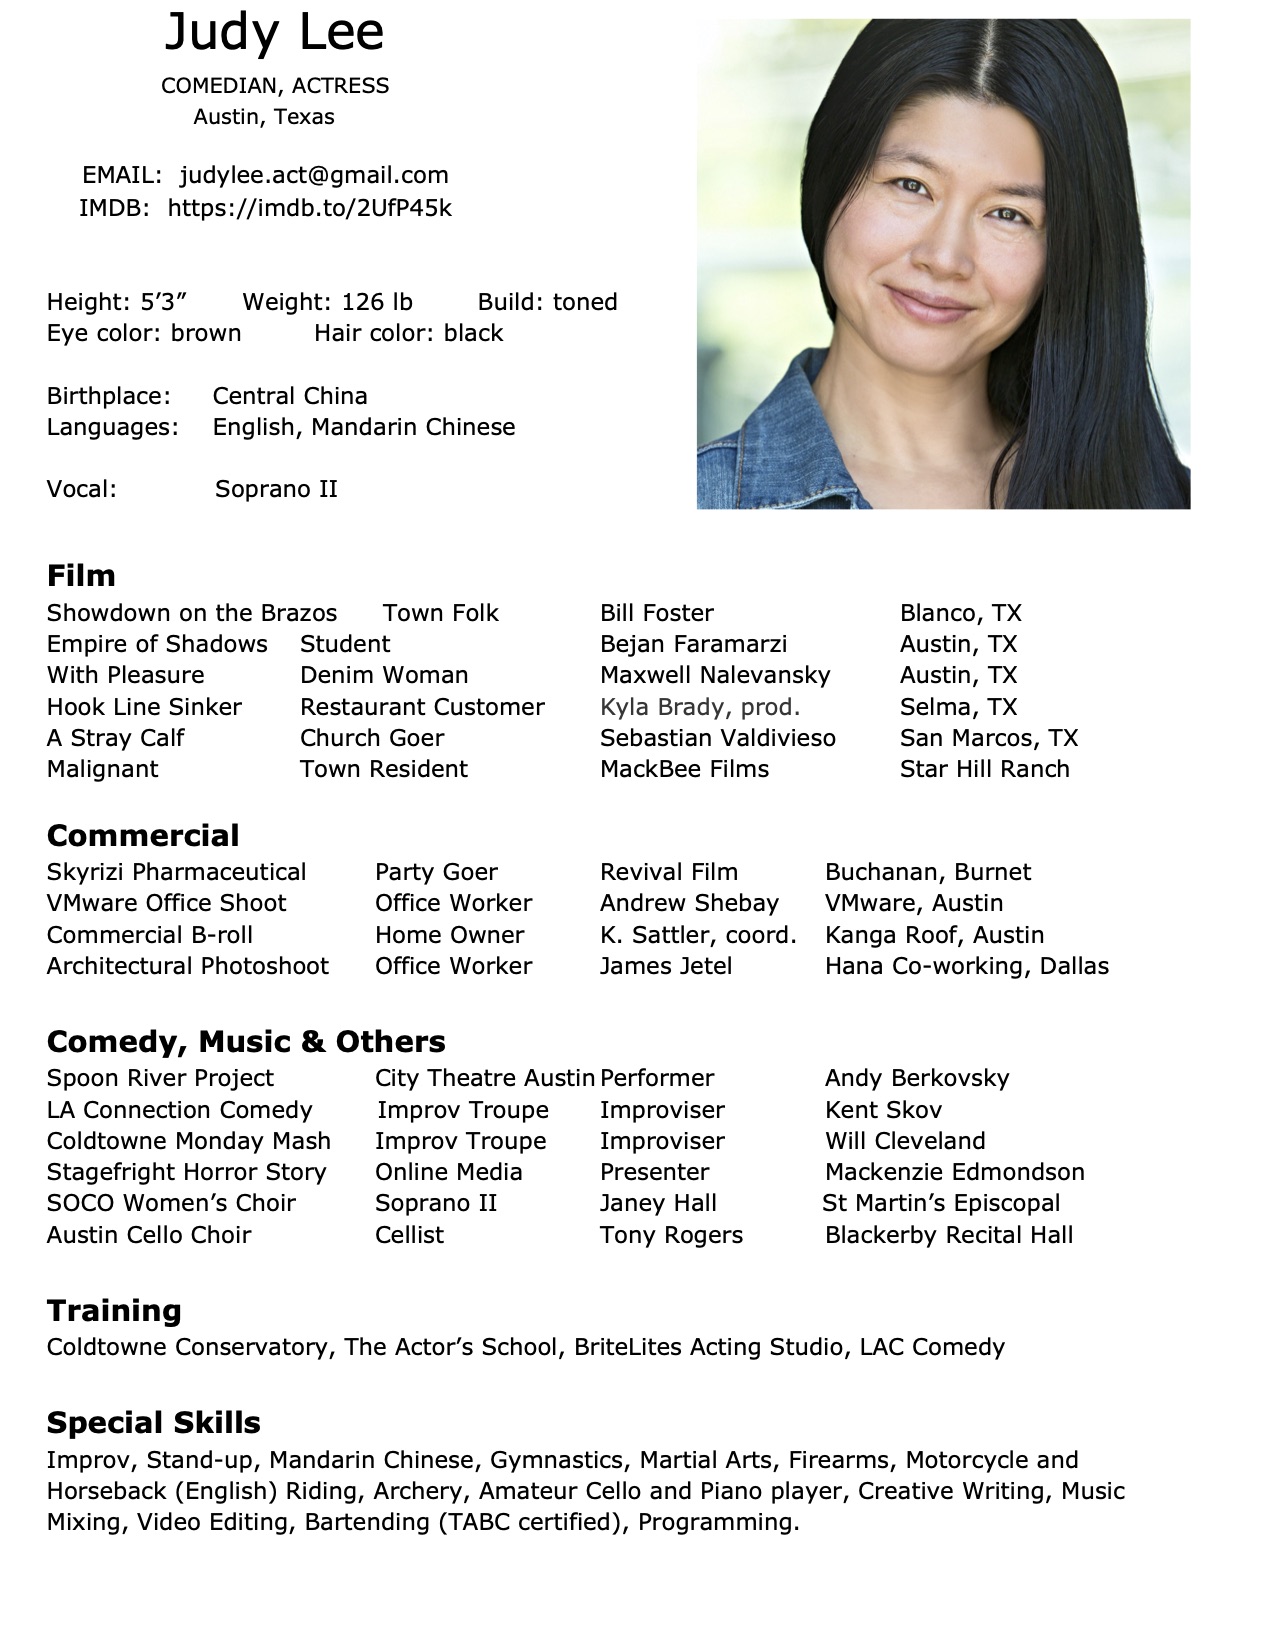 Judy Lee
COMEDIAN, ACTRESS
Austin, Texas
EMAIL: judylee.act@gmail.com
IMDB: https://imdb.to/2UfP45k
Height: 5’3” Weight: 126 lb Build: toned
Eye color: brown Hair color: black
Birthplace: Central China
Languages: English, Mandarin Chinese
Vocal: Soprano II
Film
Showdown on the Brazos Town Folk Bill Foster Blanco, TX
Empire of Shadows Student Bejan Faramarzi Austin, TX
With Pleasure Denim Woman Maxwell Nalevansky Austin, TX
Hook Line Sinker Restaurant Customer Kyla Brady, prod. Selma, TX
A Stray Calf Church Goer Sebastian Valdivieso San Marcos, TX
Malignant Town Resident MackBee Films Star Hill Ranch
Commercial
Skyrizi Pharmaceutical Party Goer Revival Film Buchanan, Burnet
VMware Office Shoot Office Worker Andrew Shebay VMware, Austin
Commercial B-roll Home Owner K. Sattler, coord. Kanga Roof, Austin
Architectural Photoshoot Office Worker James Jetel Hana Co-working, Dallas
Comedy, Music & Others
Spoon River Project City Theatre Austin Performer Andy Berkovsky
LA Connection Comedy Improv Troupe Improviser Kent Skov
Coldtowne Monday Mash Improv Troupe Improviser Will Cleveland
Stagefright Horror Story Online Media Presenter Mackenzie Edmondson
SOCO Women’s Choir Soprano II Janey Hall St Martin’s Episcopal
Austin Cello Choir Cellist Tony Rogers Blackerby Recital Hall
Training
Coldtowne Conservatory, The Actor’s School, BriteLites Acting Studio, LAC Comedy
Special Skills
Improv, Stand-up, Mandarin Chinese, Gymnastics, Martial Arts, Firearms, Motorcycle and
Horseback (English) Riding, Archery, Amateur Cello and Piano player, Creative Writing, Music
Mixing, Video Editing, Bartending (TABC certified), Programming.